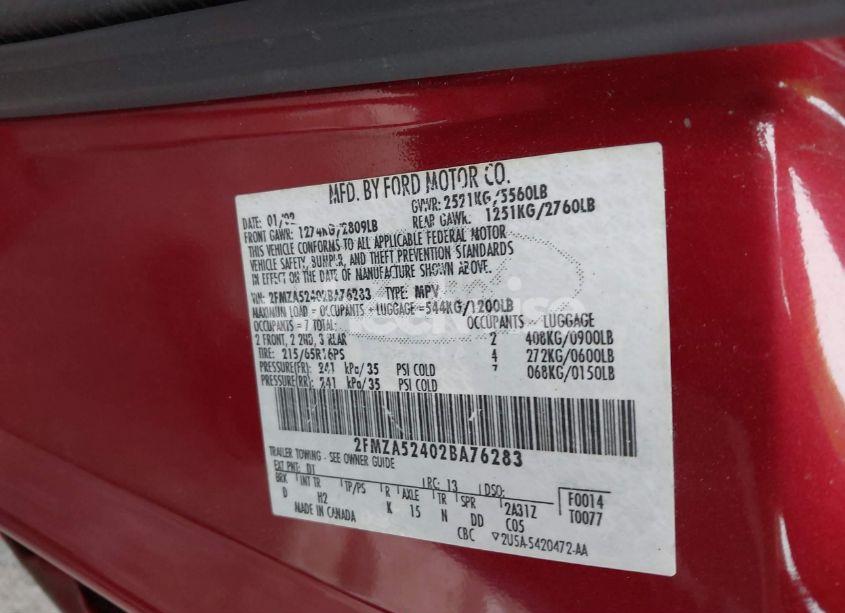 MFD. BY FORD MOTOR CO.
DATE: 01/02 GVWR: 2521KG/5560LB
FRONT GAWR: 1274KG/2809LB REAR GAWR: 1251KG/2760LB
THIS VEHICLE CONFORMS TO ALL APPLICABLE FEDERAL MOTOR
VEHICLE SAFETY, BUMPER, AND THEFT PREVENTION STANDARDS
IN EFFECT ON THE DATE OF MANUFACTURE SHOWN ABOVE.
VIN: 2FMZA52402BA76283 TYPE: MPV
MAXIMUM LOAD = OCCUPANTS + LUGGAGE = 544KG/1200LB
OCCUPANTS = 7 TOTAL: OCCUPANTS LUGGAGE
2 FRONT, 2 2ND, 3 REAR 2 408KG/0900LB
TIRE: 215/65R16PS 4 272KG/0600LB
PRESSURE(FR): 241 kPa/35 PSI COLD 7 068KG/0150LB
PRESSURE(RR): 241 kPa/35 PSI COLD
2FMZA52402BA76283
TRAILER TOWING - SEE OWNER GUIDE
EXT PNT: DT RC: 13 DSO:
BRK INT TR TP/PS R AXLE TR SPR F0014
D H2 K 15 N DD 2A31Z T0077
MADE IN CANADA C05
CBC ▽2U5A-5420472-AA